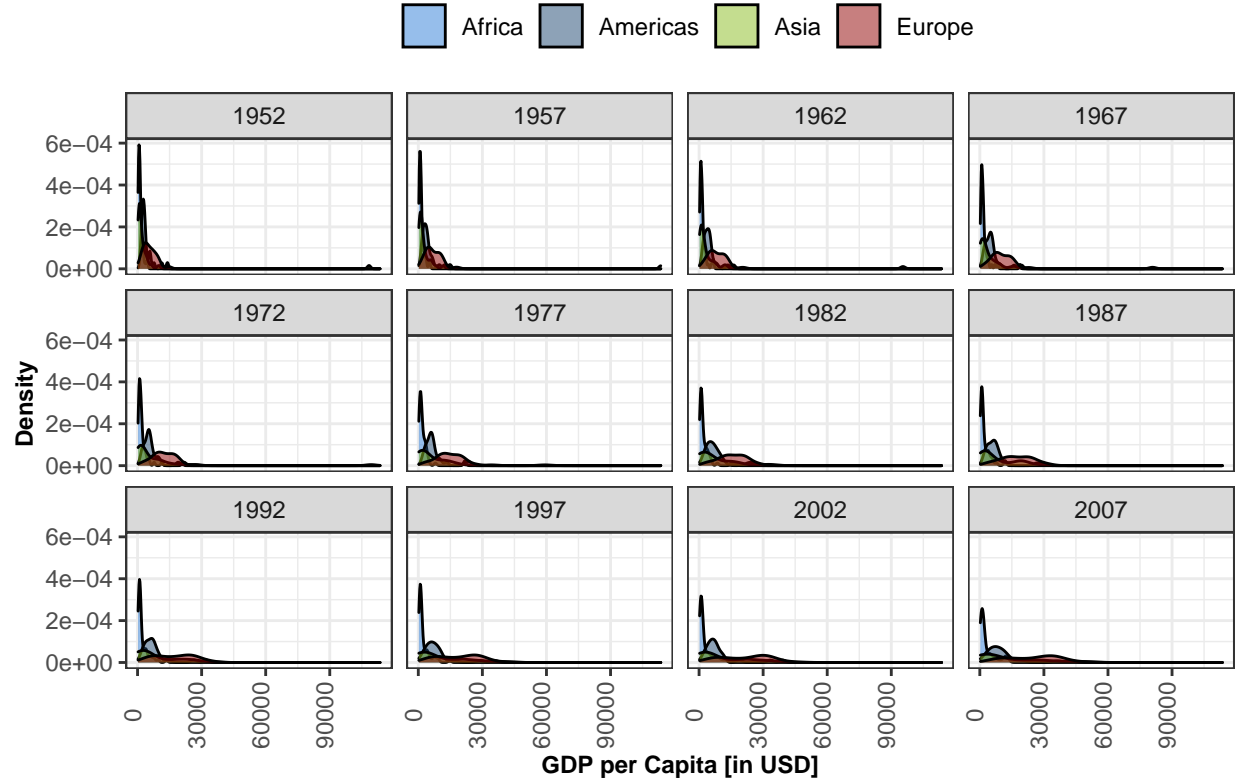 Africa Americas Asia Europe
1952 1957 1962 1967
6e−04
4e−04
2e−04
0e+00
1972 1977 1982 1987
6e−04
4e−04
2e−04
0e+00
Density
1992 1997 2002 2007
6e−04
4e−04
2e−04
0e+00
0 30000 60000 90000 0 30000 60000 90000 0 30000 60000 90000 0 30000 60000 90000
GDP per Capita [in USD]